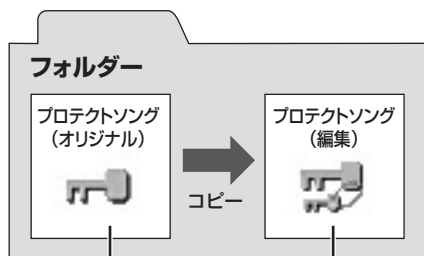 フォルダー
プロテクトソング
（オリジナル）
コピー
プロテクトソング
（編集）